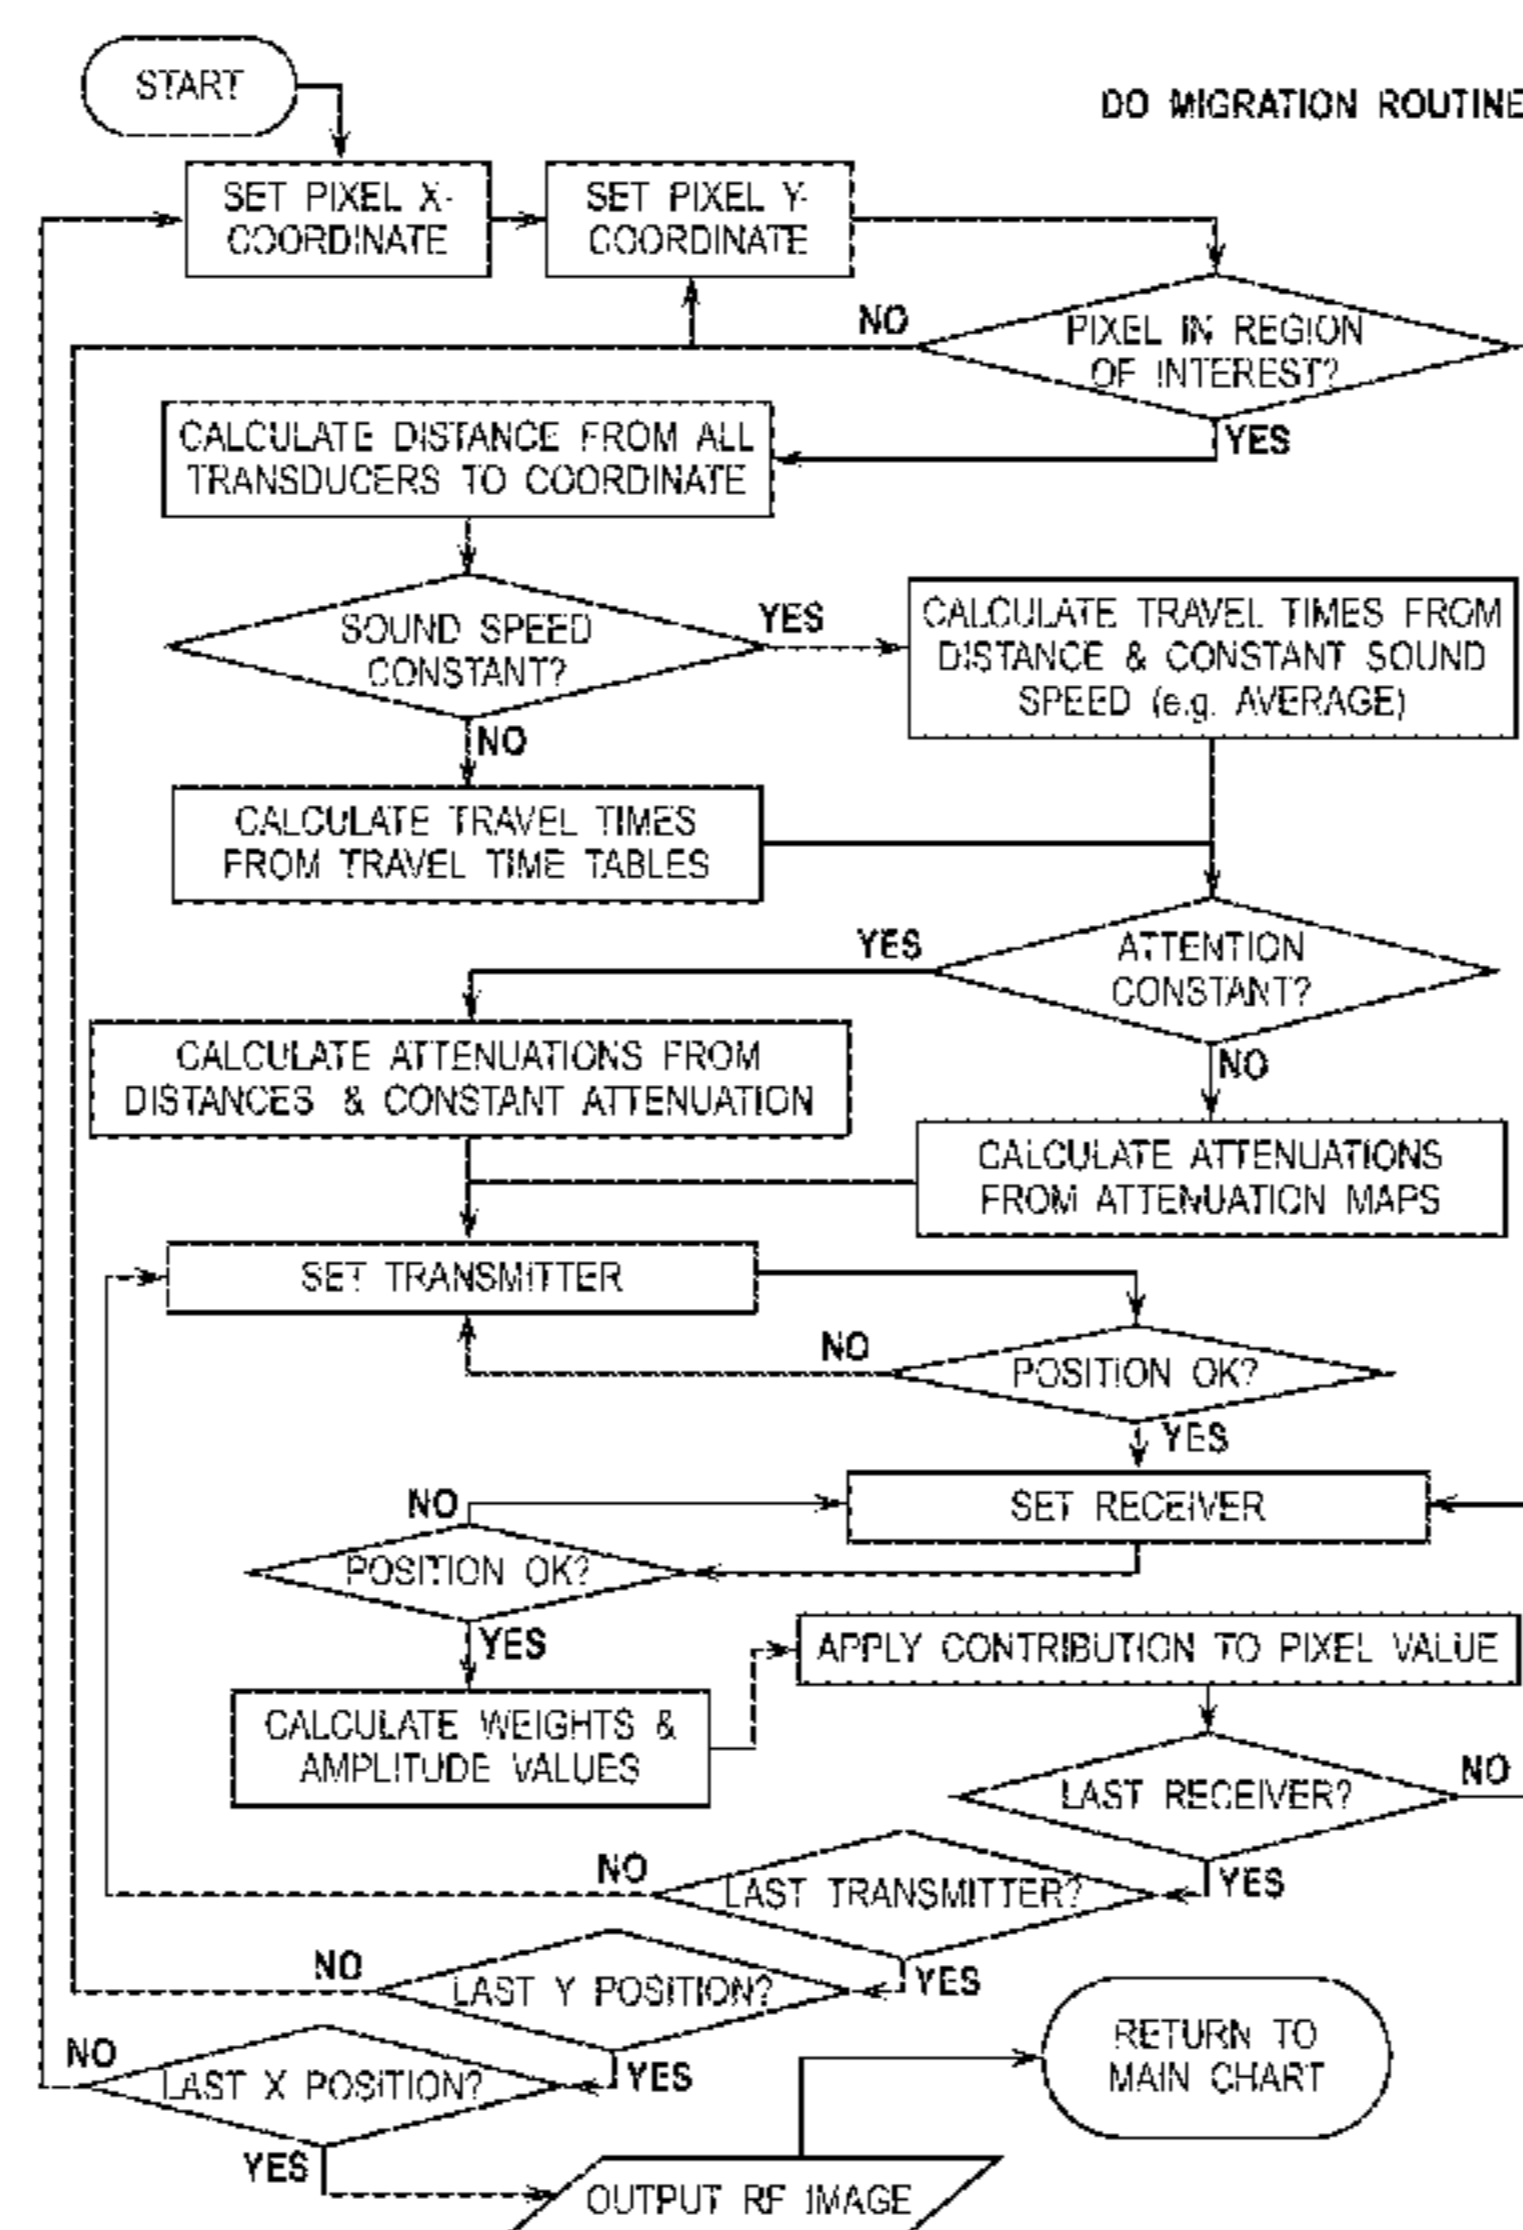 START
DO MIGRATION ROUTINE
SET PIXEL X-
COORDINATE
SET PIXEL Y-
COORDINATE
NO
PIXEL IN REGION
OF INTEREST?
YES
CALCULATE DISTANCE FROM ALL
TRANSDUCERS TO COORDINATE
SOUND SPEED
CONSTANT?
YES
CALCULATE TRAVEL TIMES FROM
DISTANCE & CONSTANT SOUND
SPEED (e.g. AVERAGE)
NO
CALCULATE TRAVEL TIMES
FROM TRAVEL TIME TABLES
YES
ATTENTION
CONSTANT?
NO
CALCULATE ATTENUATIONS FROM
DISTANCES & CONSTANT ATTENUATION
CALCULATE ATTENUATIONS
FROM ATTENUATION MAPS
SET TRANSMITTER
NO
POSITION OK?
YES
SET RECEIVER
NO
POSITION OK?
YES
APPLY CONTRIBUTION TO PIXEL VALUE
CALCULATE WEIGHTS &
AMPLITUDE VALUES
LAST RECEIVER?
NO
YES
NO
LAST TRANSMITTER?
YES
NO
LAST Y POSITION?
YES
NO
LAST X POSITION?
YES
RETURN TO
MAIN CHART
OUTPUT RF IMAGE